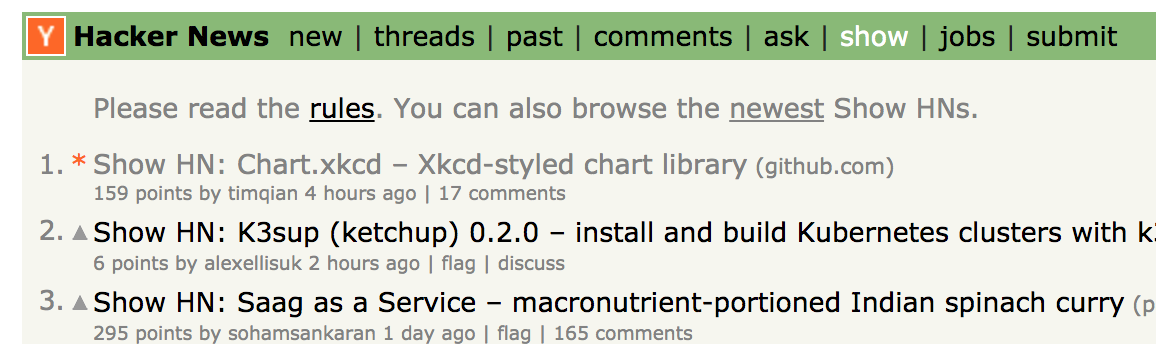 Y Hacker News new | threads | past | comments | ask | show | jobs | submit
Please read the rules. You can also browse the newest Show HNs.
1. * Show HN: Chart.xkcd – Xkcd-styled chart library (github.com)
159 points by timqian 4 hours ago | 17 comments
2. ▲ Show HN: K3sup (ketchup) 0.2.0 – install and build Kubernetes clusters with
6 points by alexellisuk 2 hours ago | flag | discuss
3. ▲ Show HN: Saag as a Service – macronutrient-portioned Indian spinach curry
295 points by sohamsankaran 1 day ago | flag | 165 comments